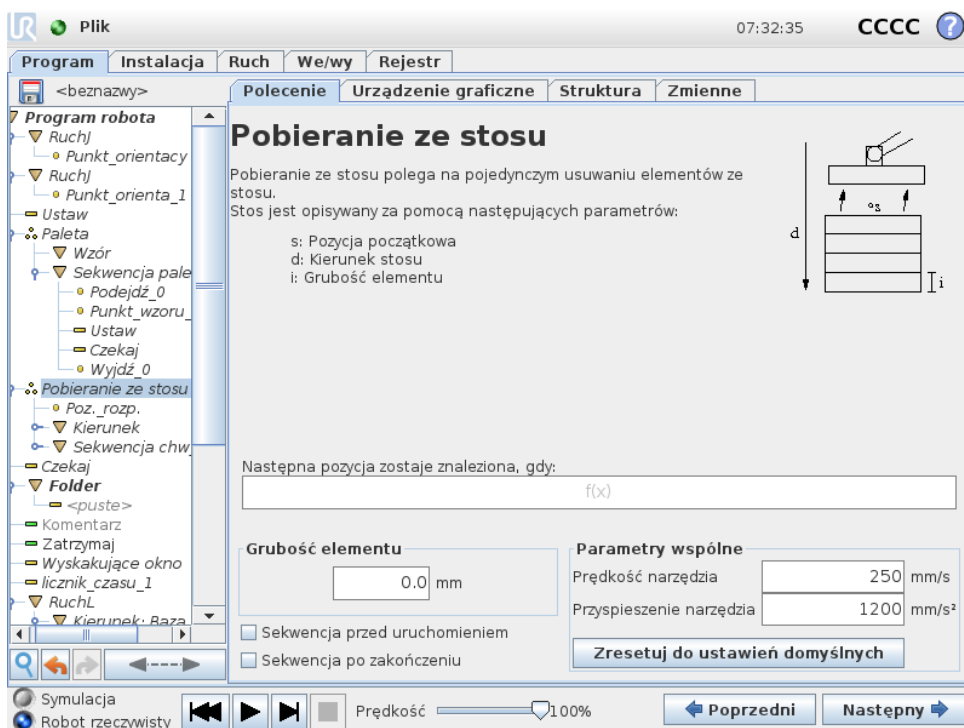 UR Plik 07:32:35 CCCC ?
Program Instalacja Ruch We/wy Rejestr
<beznazwy>
Polecenie Urządzenie graficzne Struktura Zmienne
Program robota
RuchJ
Punkt_orientacy
RuchJ
Punkt_orienta_1
Ustaw
Paleta
Wzór
Sekwencja pale
Podejdź_0
Punkt_wzoru_
Ustaw
Czekaj
Wyjdź_0
Pobieranie ze stosu
Poz._rozp.
Kierunek
Sekwencja chw
Czekaj
Folder
<puste>
Komentarz
Zatrzymaj
Wyskakujące okno
licznik_czasu_1
RuchL
Kierunek: Baza
Pobieranie ze stosu
Pobieranie ze stosu polega na pojedynczym usuwaniu elementów ze
stosu.
Stos jest opisywany za pomocą następujących parametrów:
s: Pozycja początkowa
d: Kierunek stosu
i: Grubość elementu
s
d
i
Następna pozycja zostaje znaleziona, gdy:
f(x)
Grubość elementu
0.0 mm
Sekwencja przed uruchomieniem
Sekwencja po zakończeniu
Parametry wspólne
Prędkość narzędzia 250 mm/s
Przyspieszenie narzędzia 1200 mm/s²
Zresetuj do ustawień domyślnych
Symulacja
Robot rzeczywisty
Prędkość 100%
Poprzedni Następny